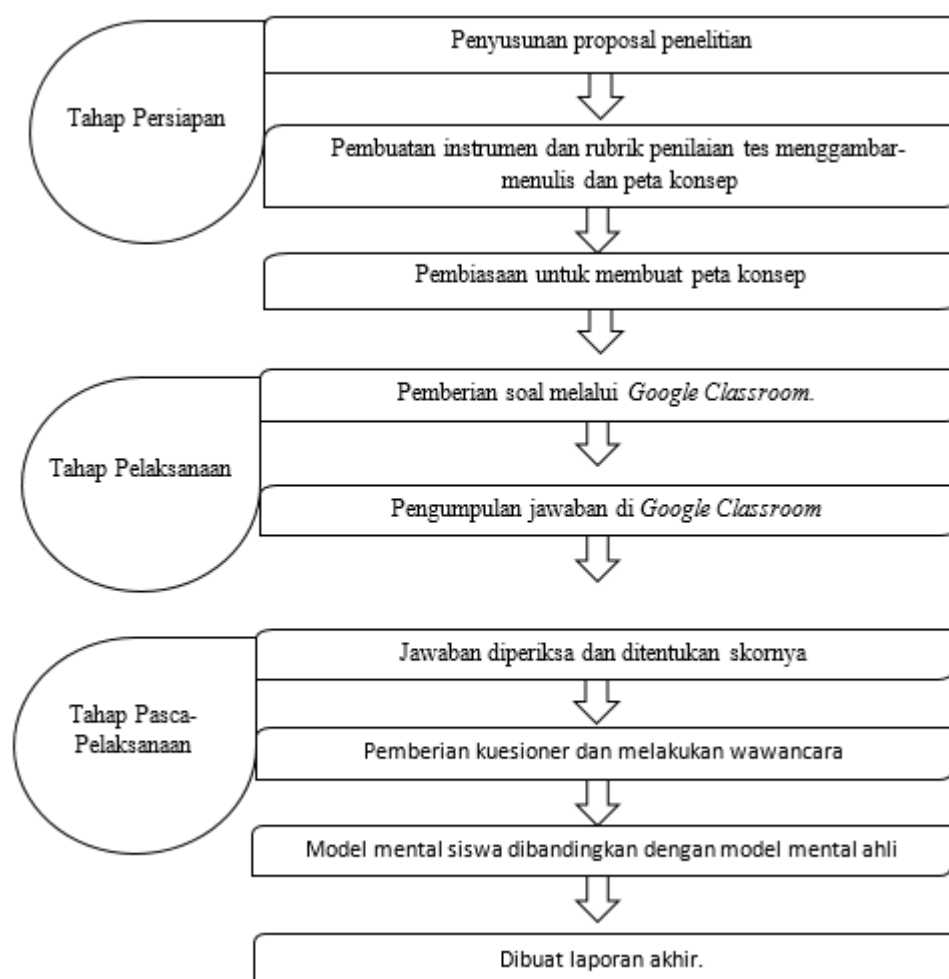 Tahap Persiapan
Penyusunan proposal penelitian
Pembuatan instrumen dan rubrik penilaian tes menggambar-
menulis dan peta konsep
Pembiasaan untuk membuat peta konsep
Tahap Pelaksanaan
Pemberian soal melalui Google Classroom.
Pengumpulan jawaban di Google Classroom
Tahap Pasca-
Pelaksanaan
Jawaban diperiksa dan ditentukan skornya
Pemberian kuesioner dan melakukan wawancara
Model mental siswa dibandingkan dengan model mental ahli
Dibuat laporan akhir.